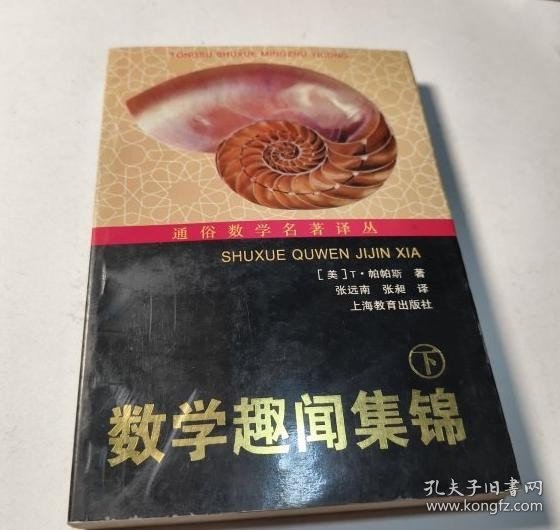 TONGSU SHUXUE MINGZHU YICONG
通俗数学名著译丛
SHUXUE QUWEN JIJIN XIA
[美]T·帕帕斯 著
张远南 张昶 译
上海教育出版社
下
数学趣闻集锦
孔夫子旧书网
www.kongfz.com